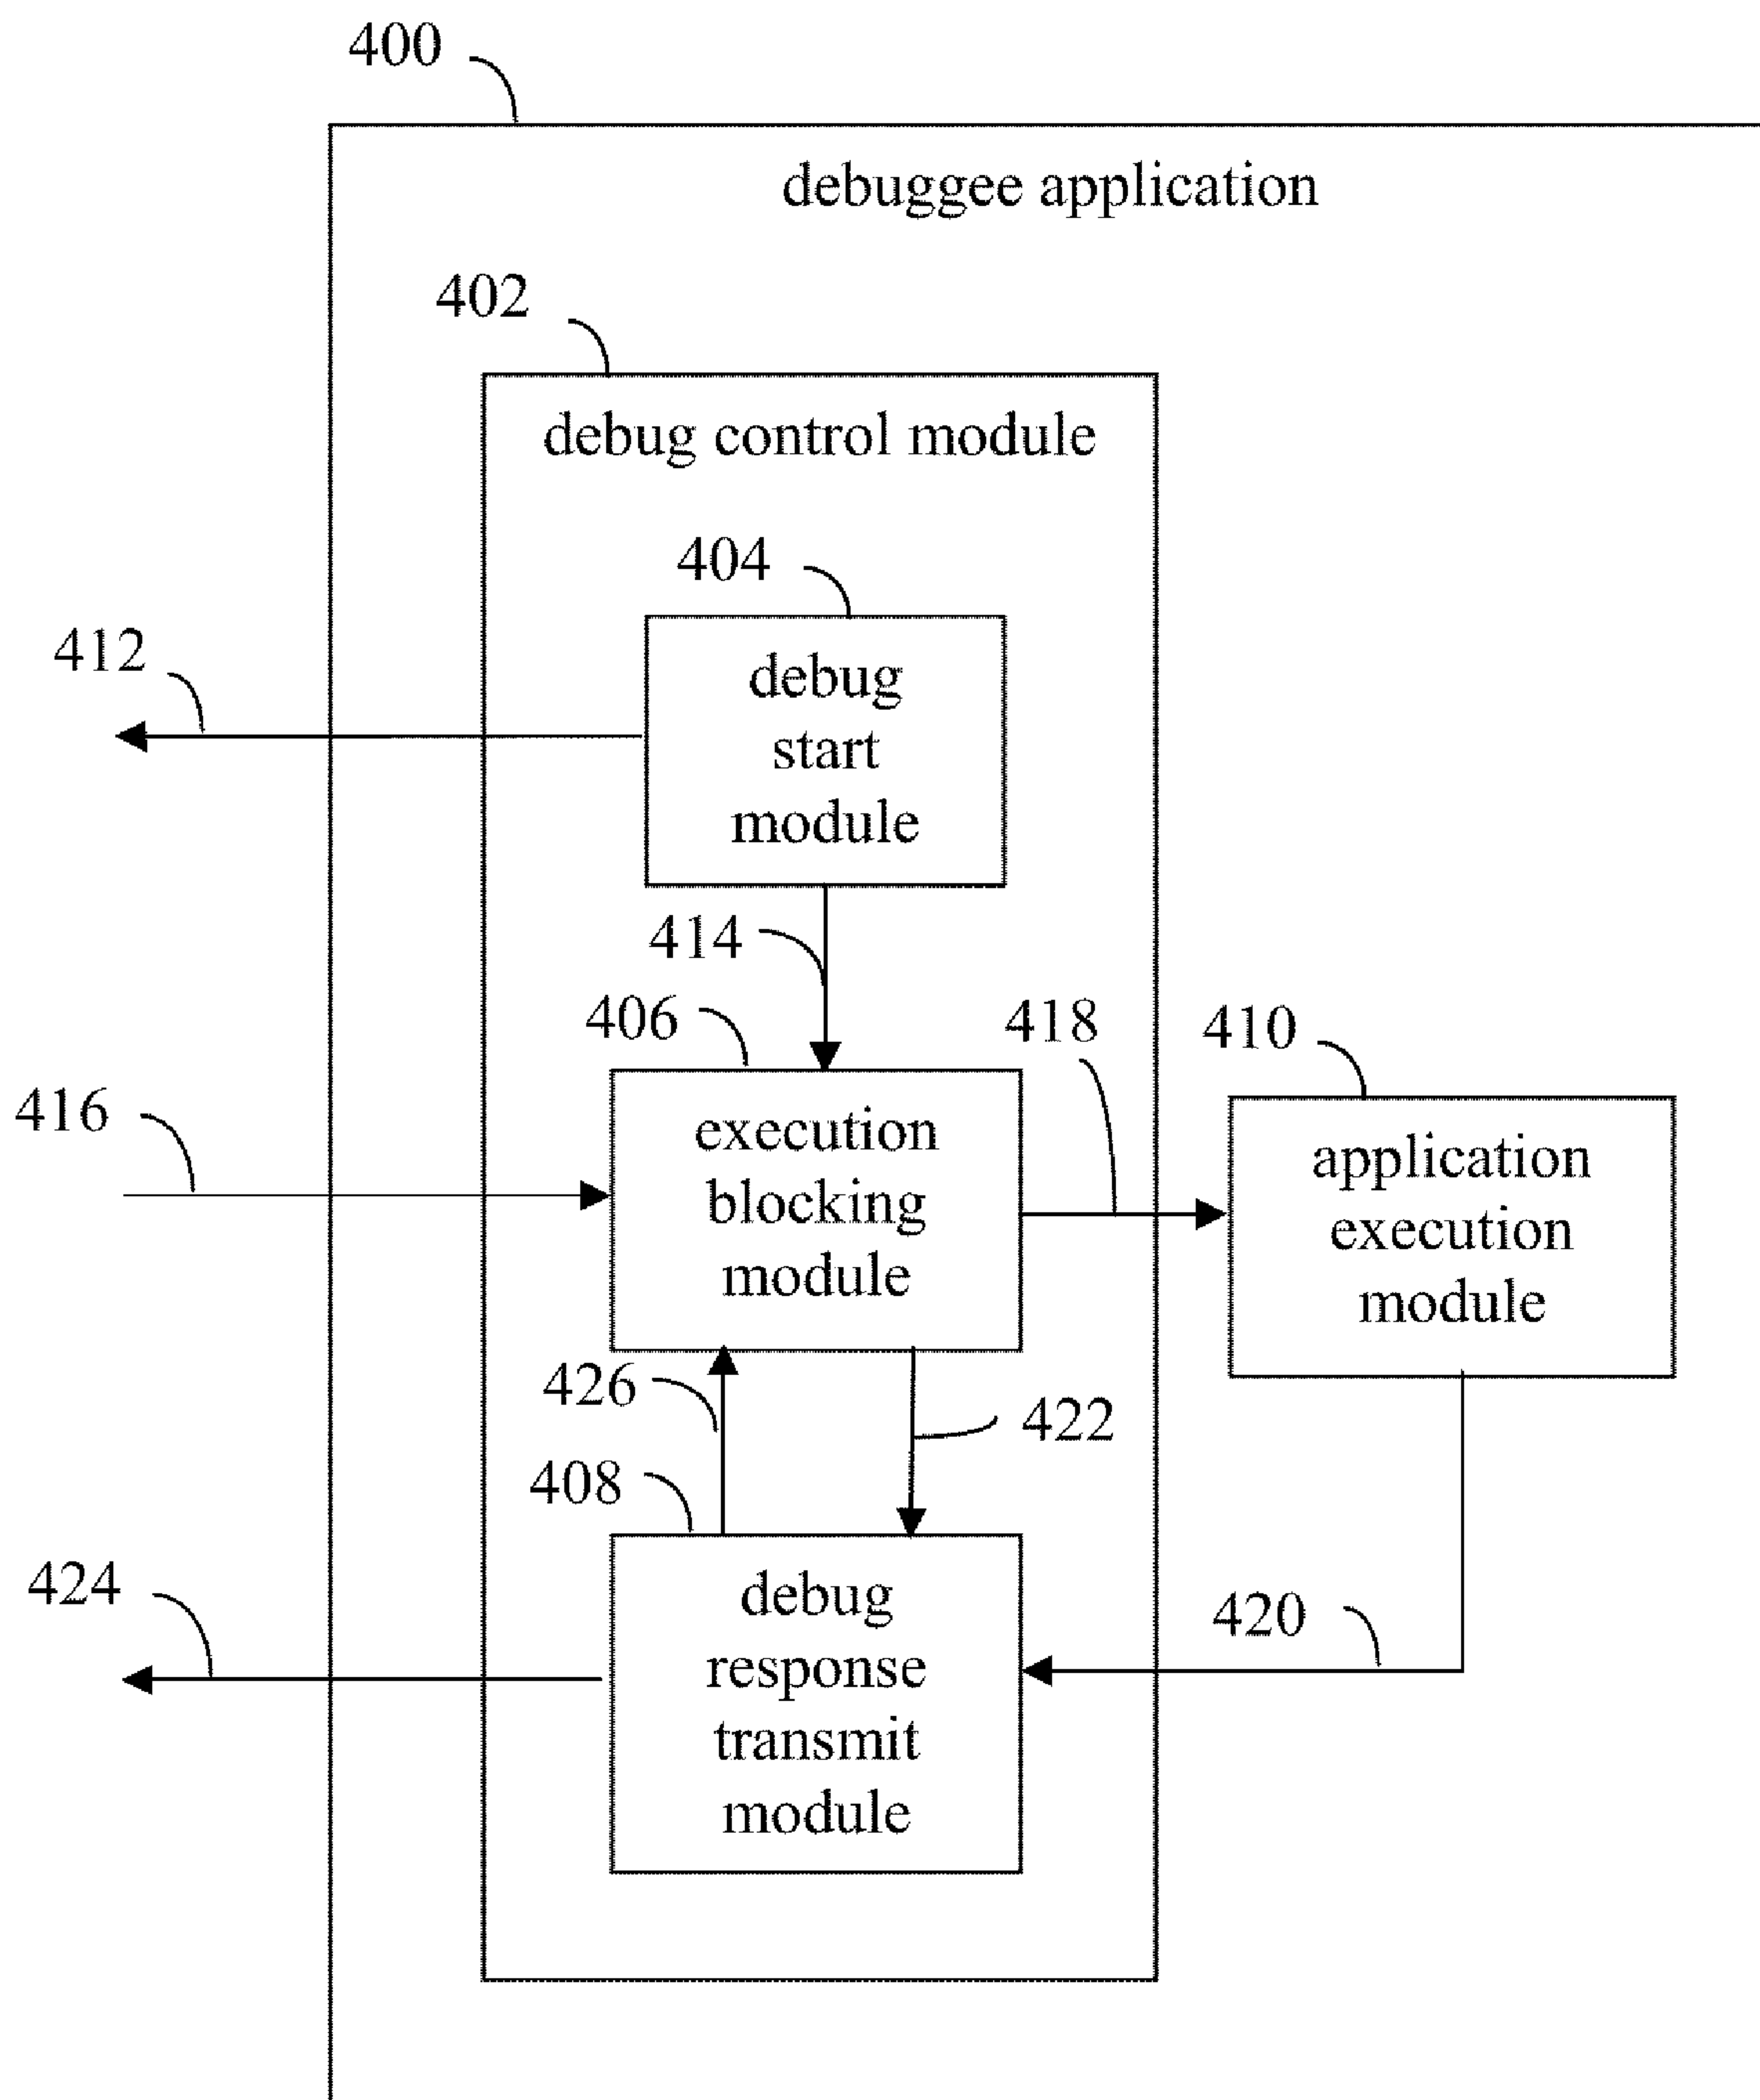 400
debuggee application
402
debug control module
404
412
debug
start
module
414
406
418
410
416
execution
blocking
module
application
execution
module
426
422
408
424
420
debug
response
transmit
module